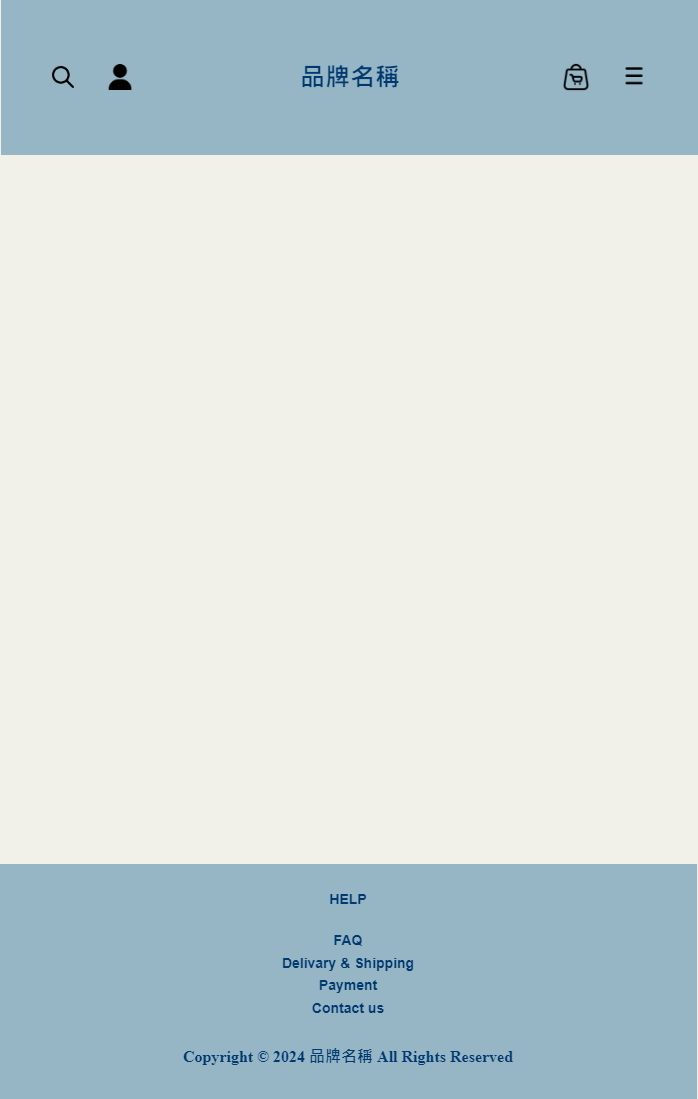 品牌名稱
HELP
FAQ
Delivary & Shipping
Payment
Contact us
Copyright © 2024 品牌名稱 All Rights Reserved